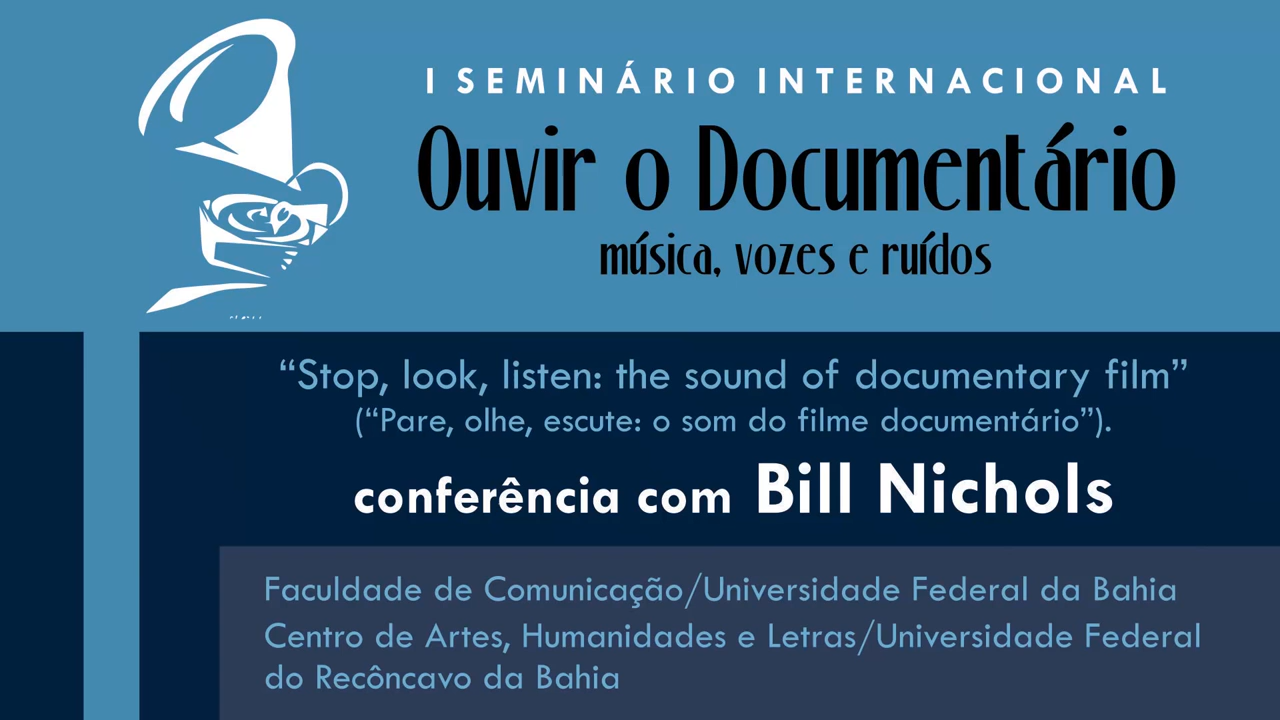 I SEMINÁRIO INTERNACIONAL
Ouvir o Documentário
música, vozes e ruídos
“Stop, look, listen: the sound of documentary film”
(“Pare, olhe, escute: o som do filme documentário”).
conferência com Bill Nichols
Faculdade de Comunicação/Universidade Federal da Bahia
Centro de Artes, Humanidades e Letras/Universidade Federal
do Recôncavo da Bahia